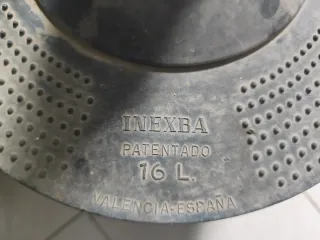 INEXBA
PATENTADO
16 L.
VALENCIA-ESPAÑA